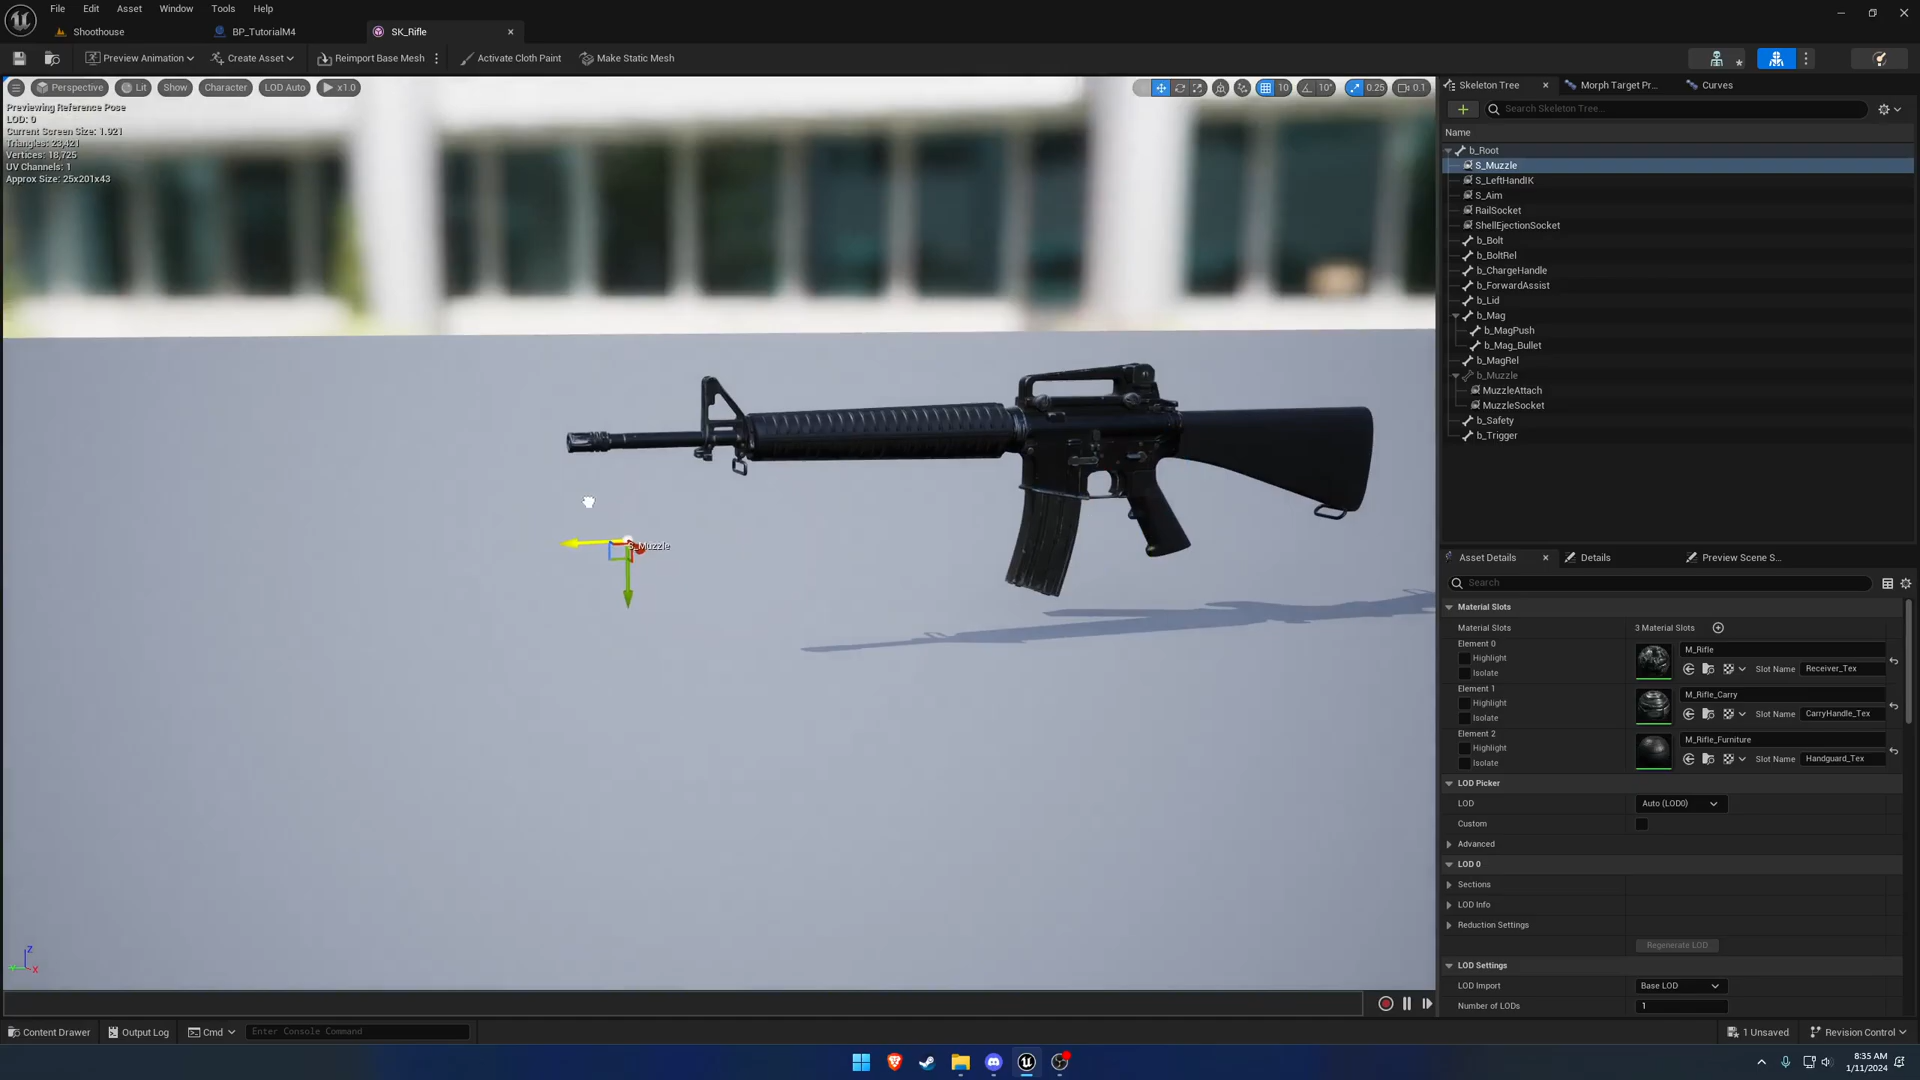 File Edit Asset Window Tools Help
Shoothouse BP_TutorialM4 SK_Rifle
Preview Animation Create Asset Reimport Base Mesh Activate Cloth Paint Make Static Mesh
Perspective Lit Show Character LOD Auto x1.0 10 10° 0.25 0.1
Previewing Reference Pose
LOD: 0
Current Screen Size: 1.921
Triangles: 23,421
Vertices: 18,725
UV Channels: 1
Approx Size: 25x201x43
S_Muzzle
Z
X
Skeleton Tree Morph Target Pr... Curves
Search Skeleton Tree...
Name
b_Root
S_Muzzle
S_LeftHandIK
S_Aim
RailSocket
ShellEjectionSocket
b_Bolt
b_BoltRel
b_ChargeHandle
b_ForwardAssist
b_Lid
b_Mag
b_MagPush
b_Mag_Bullet
b_MagRel
b_Muzzle
MuzzleAttach
MuzzleSocket
b_Safety
b_Trigger
Asset Details Details Preview Scene S...
Search
Material Slots
Material Slots 3 Material Slots
Element 0 M_Rifle
Highlight
Isolate Slot Name Receiver_Tex
Element 1 M_Rifle_Carry
Highlight
Isolate Slot Name CarryHandle_Tex
Element 2 M_Rifle_Furniture
Highlight
Isolate Slot Name Handguard_Tex
LOD Picker
LOD Auto (LOD0)
Custom
Advanced
LOD 0
Sections
LOD Info
Reduction Settings
Regenerate LOD
LOD Settings
LOD Import Base LOD
Number of LODs 1
Content Drawer Output Log Cmd Enter Console Command 1 Unsaved Revision Control
8:35 AM
1/11/2024